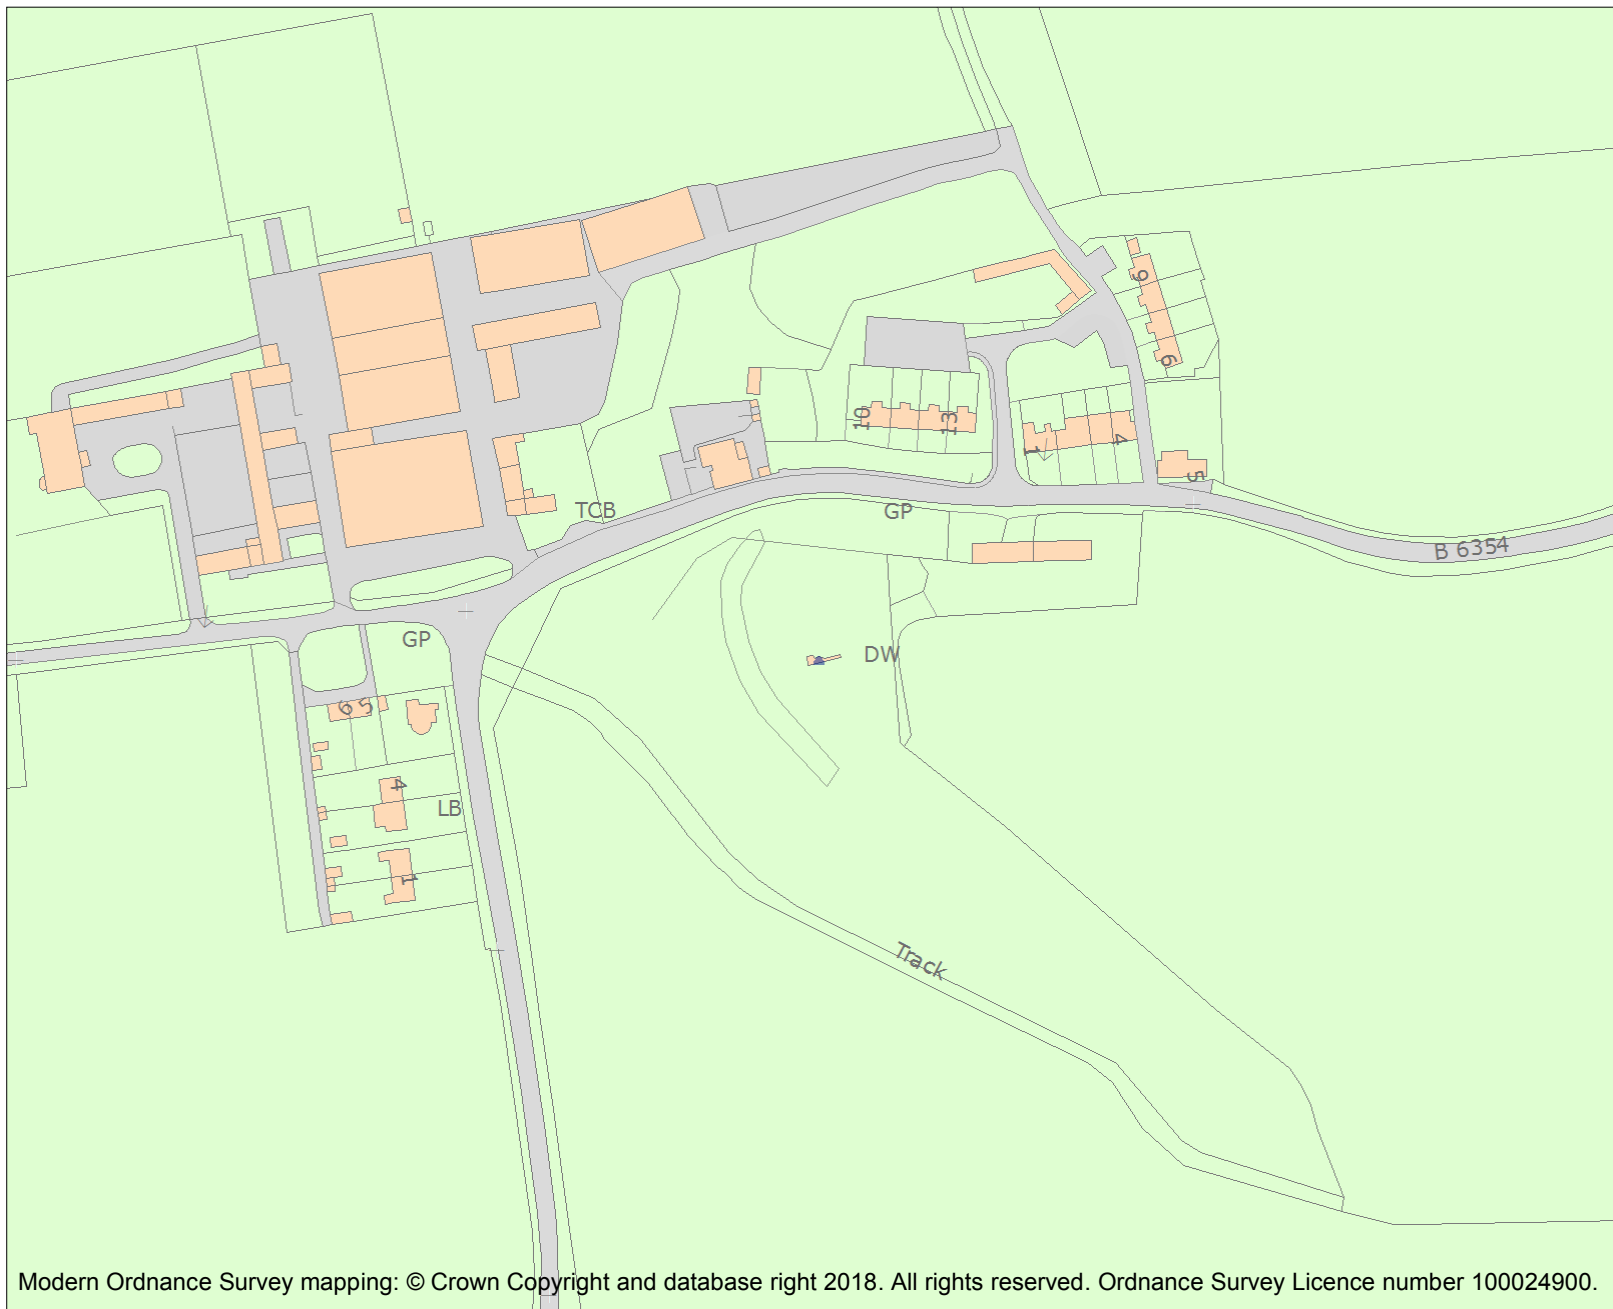 9
6
10
13
1
4
5
TCB
GP
B 6354
GP
DW
6
5
4
LB
1
Track
Modern Ordnance Survey mapping: © Crown Copyright and database right 2018. All rights reserved. Ordnance Survey Licence number 100024900.